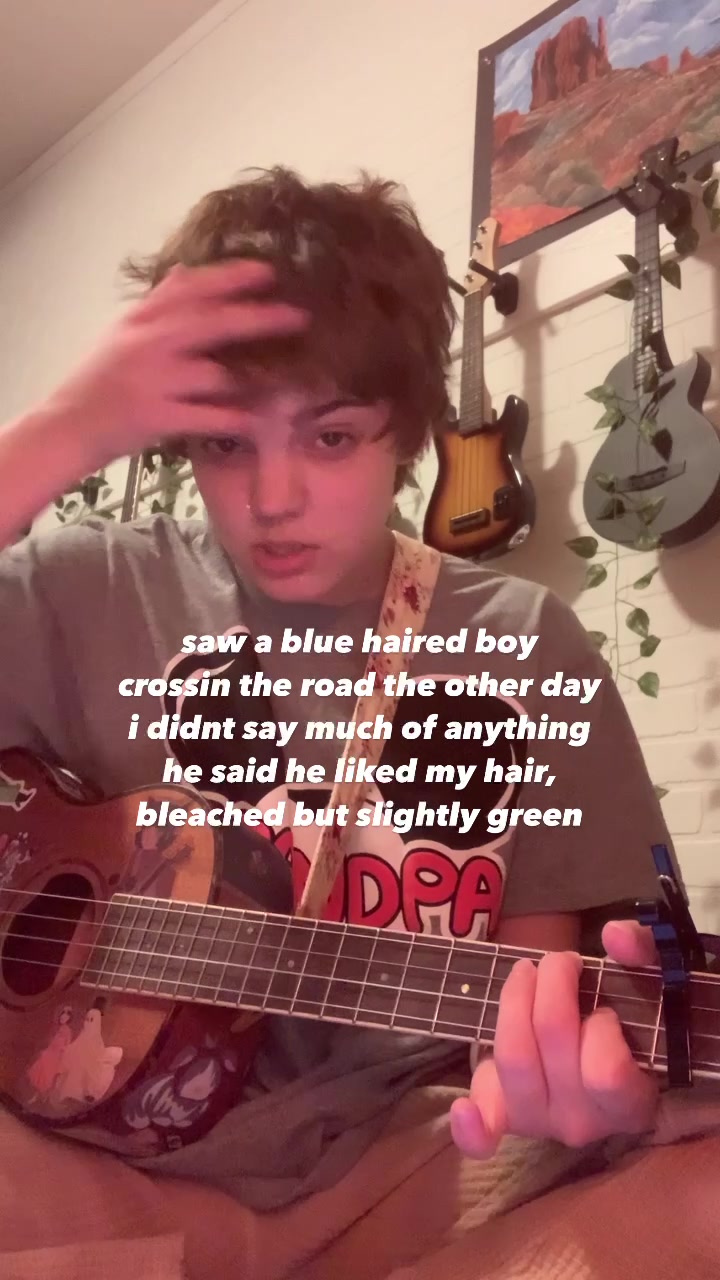 saw a blue haired boy
crossin the road the other day
i didnt say much of anything
he said he liked my hair,
bleached but slightly green
NDPA